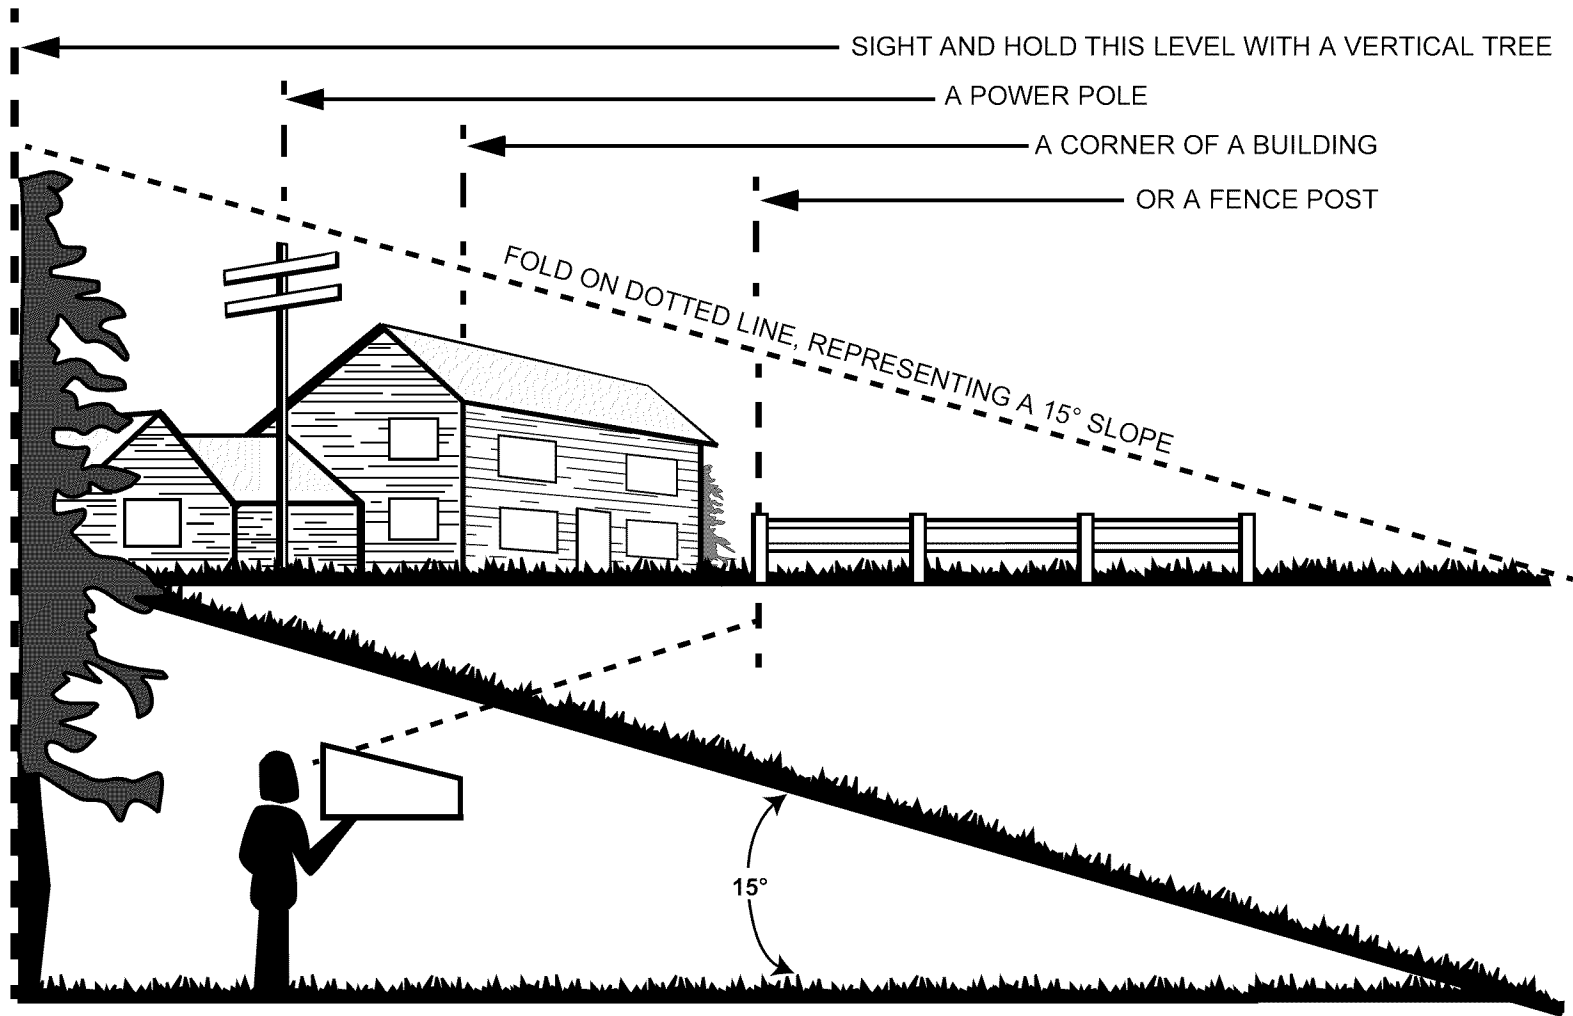 SIGHT AND HOLD THIS LEVEL WITH A VERTICAL TREE
A POWER POLE
A CORNER OF A BUILDING
OR A FENCE POST
FOLD ON DOTTED LINE, REPRESENTING A 15° SLOPE
15°